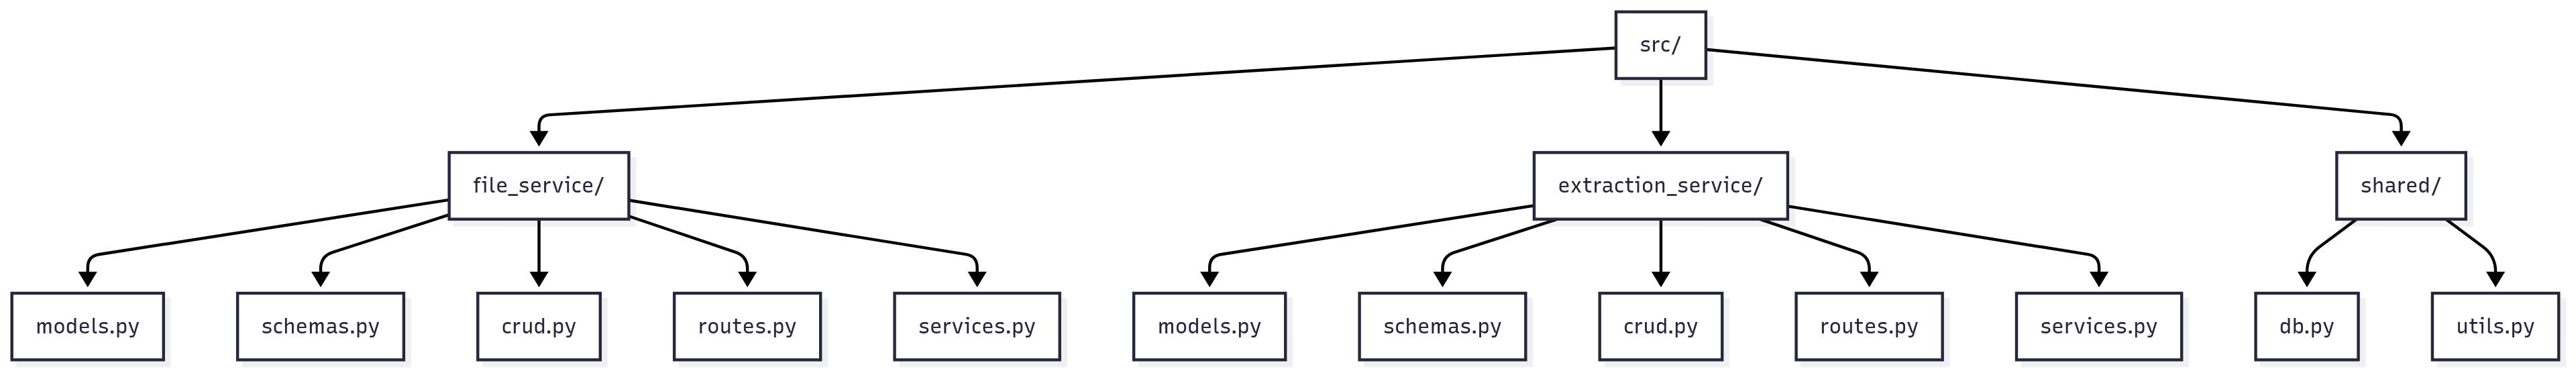 src/
file_service/
extraction_service/
shared/
models.py
schemas.py
crud.py
routes.py
services.py
models.py
schemas.py
crud.py
routes.py
services.py
db.py
utils.py